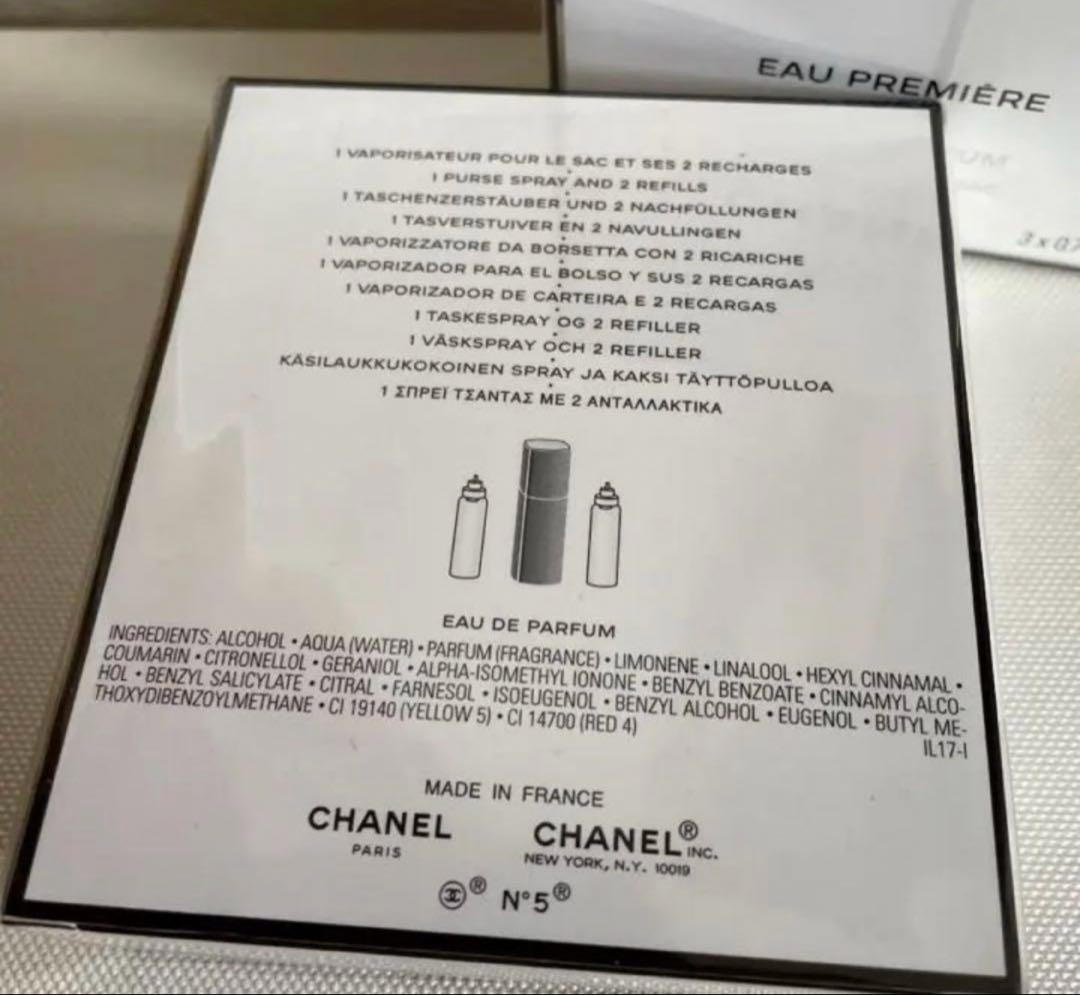 EAU PREMIÈRE
3 x 0,7
1 VAPORISATEUR POUR LE SAC ET SES 2 RECHARGES
1 PURSE SPRAY AND 2 REFILLS
1 TASCHENZERSTÄUBER UND 2 NACHFÜLLUNGEN
1 TASVERSTUIVER EN 2 NAVULLINGEN
1 VAPORIZZATORE DA BORSETTA CON 2 RICARICHE
1 VAPORIZADOR PARA EL BOLSO Y SUS 2 RECARGAS
1 VAPORIZADOR DE CARTEIRA E 2 RECARGAS
1 TASKESPRAY OG 2 REFILLER
1 VÄSKSPRAY OCH 2 REFILLER
KÄSILAUKKUKOKOINEN SPRAY JA KAKSI TÄYTTÖPULLOA
1 ΣΠΡΕΪ ΤΣΑΝΤΑΣ ΜΕ 2 ΑΝΤΑΛΛΑΚΤΙΚΑ
EAU DE PARFUM
INGREDIENTS: ALCOHOL • AQUA (WATER) • PARFUM (FRAGRANCE) • LIMONENE • LINALOOL • HEXYL CINNAMAL •
COUMARIN • CITRONELLOL • GERANIOL • ALPHA-ISOMETHYL IONONE • BENZYL BENZOATE • CINNAMYL ALCO-
HOL • BENZYL SALICYLATE • CITRAL • FARNESOL • ISOEUGENOL • BENZYL ALCOHOL • EUGENOL • BUTYL ME-
THOXYDIBENZOYLMETHANE • CI 19140 (YELLOW 5) • CI 14700 (RED 4)
IL17-I
MADE IN FRANCE
CHANEL CHANEL® INC.
PARIS NEW YORK, N.Y. 10019
® N°5®